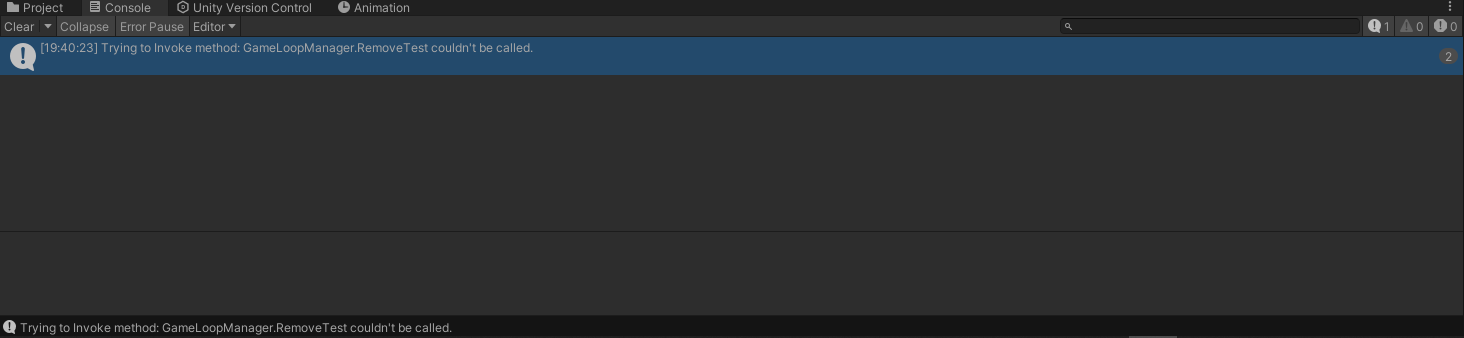 Project Console Unity Version Control Animation
Clear Collapse Error Pause Editor 1 0 0
[19:40:23] Trying to Invoke method: GameLoopManager.RemoveTest couldn't be called.
2
Trying to Invoke method: GameLoopManager.RemoveTest couldn't be called.